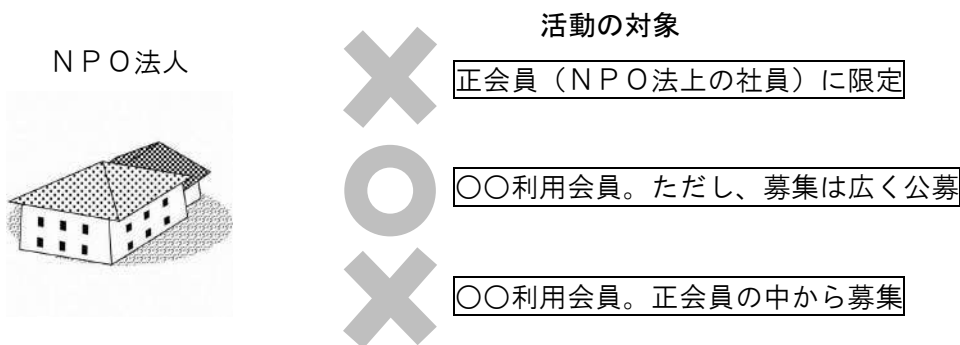 活動の対象
ＮＰＯ法人
正会員（ＮＰＯ法上の社員）に限定
○○利用会員。ただし、募集は広く公募
○○利用会員。正会員の中から募集